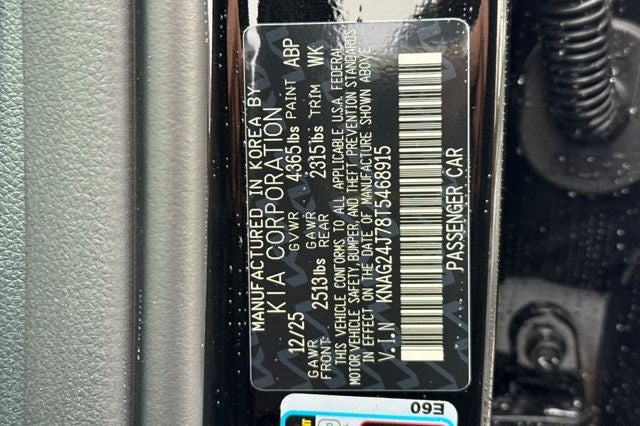 MANUFACTURED IN KOREA BY
KIA CORPORATION
12/25 GVWR 4365lbs PAINT ABP
GAWR FRONT 2513lbs GAWR REAR 2315lbs TRIM WK
THIS VEHICLE CONFORMS TO ALL APPLICABLE U.S.A. FEDERAL
MOTOR VEHICLE SAFETY, BUMPER, AND THEFT PREVENTION STANDARDS
IN EFFECT ON THE DATE OF MANUFACTURE SHOWN ABOVE
V.I.N KNAG24J78T5468915
PASSENGER CAR
E60